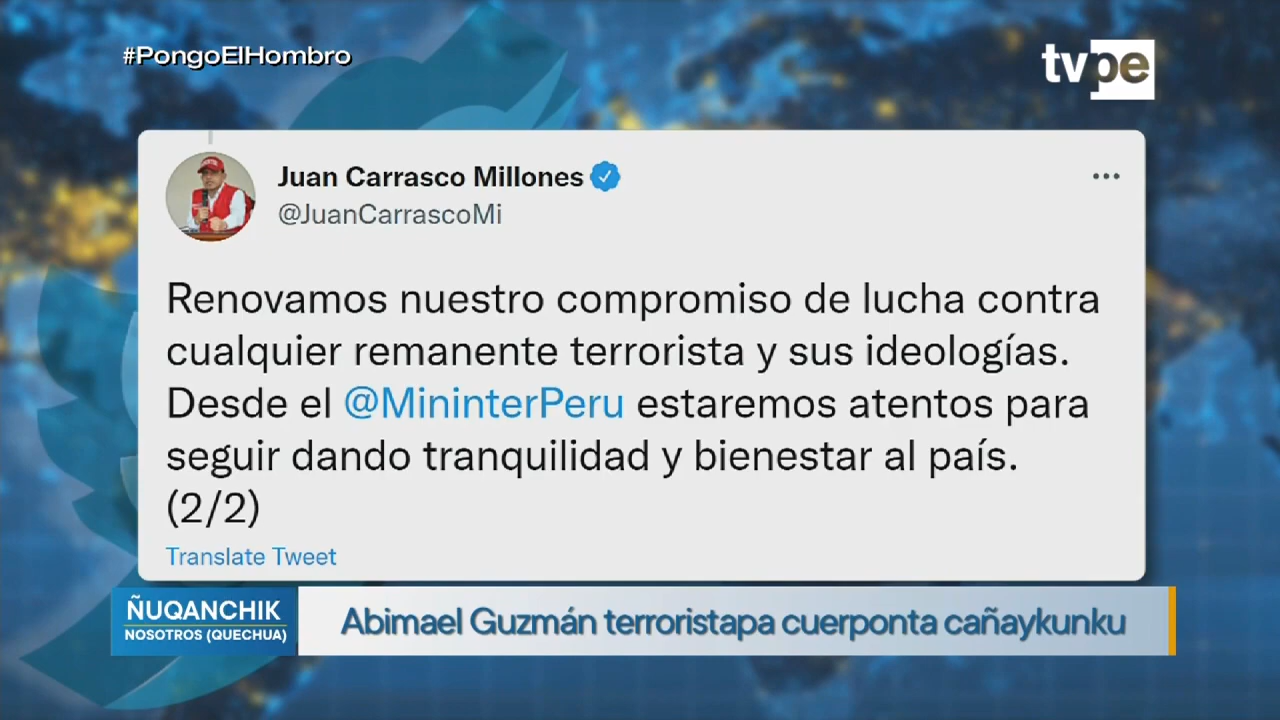 #PongoElHombro
tvpe
Juan Carrasco Millones
@JuanCarrascoMi
Renovamos nuestro compromiso de lucha contra
cualquier remanente terrorista y sus ideologías.
Desde el @MininterPeru estaremos atentos para
seguir dando tranquilidad y bienestar al país.
(2/2)
Translate Tweet
ÑUQANCHIK
NOSOTROS (QUECHUA)
Abimael Guzmán terroristapa cuerponta cañaykunku